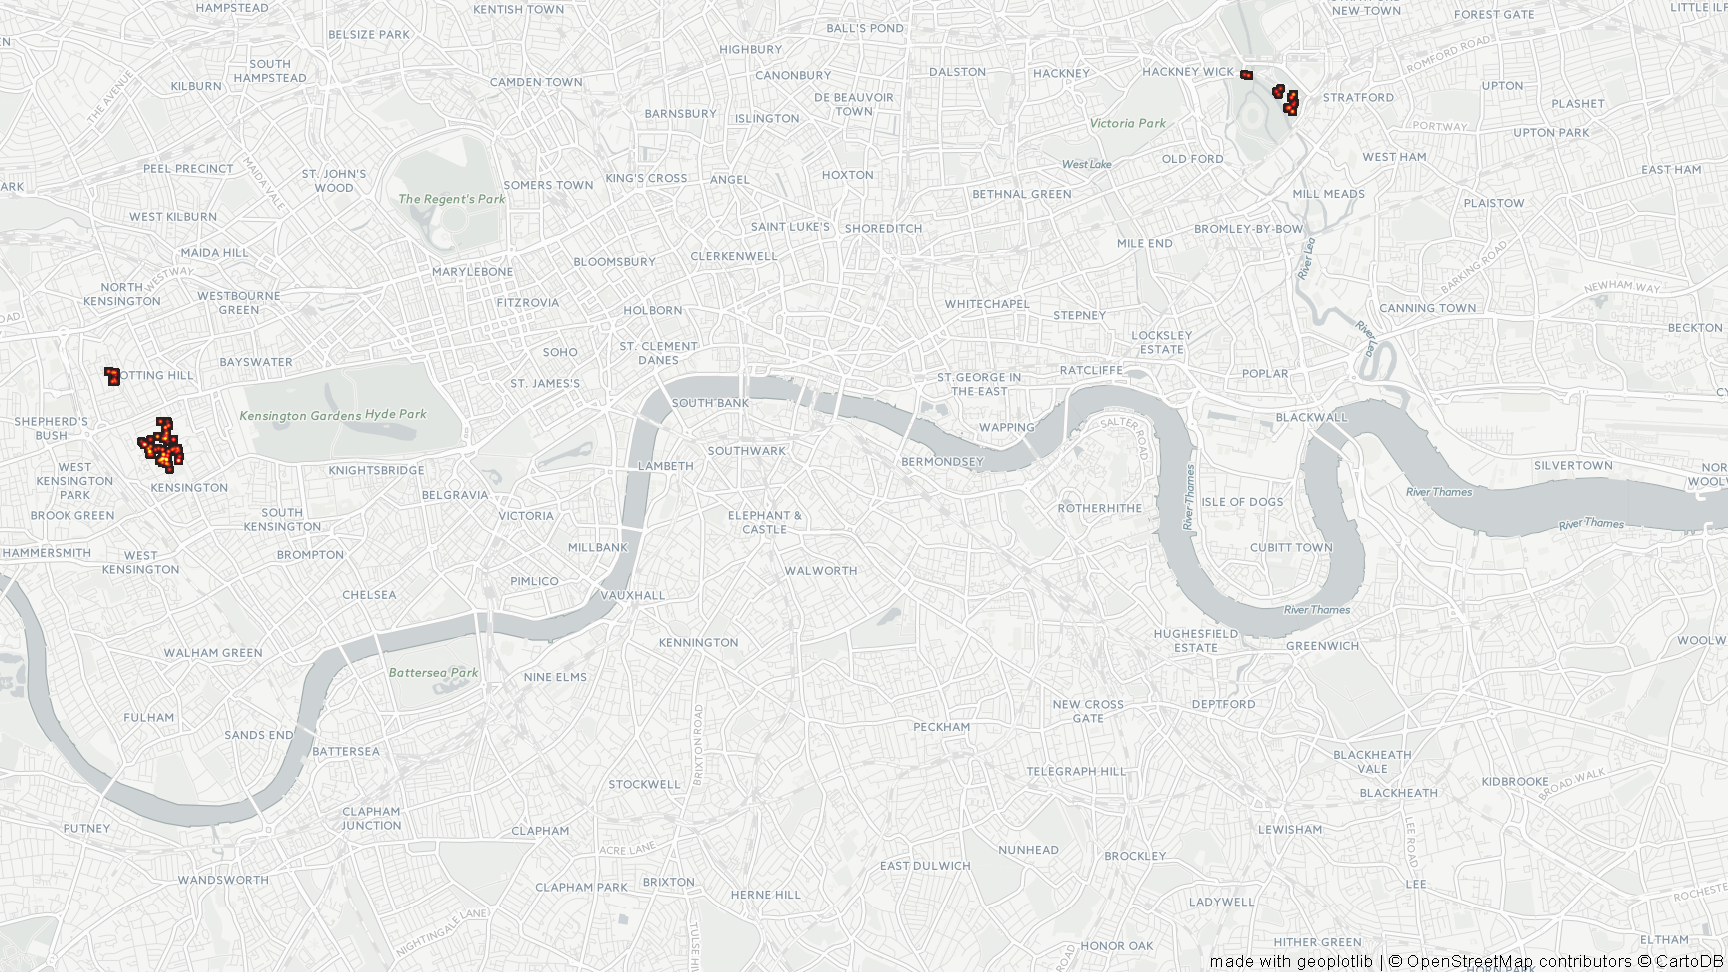 HAMPSTEAD
KENTISH TOWN
BALL'S POND
STRATFORD
NEW TOWN
FOREST GATE
BELSIZE PARK
HIGHBURY
ROMFORD ROAD
SOUTH
HAMPSTEAD
CAMDEN TOWN
CANONBURY
DALSTON
HACKNEY
HACKNEY WICK
KILBURN
THE AVENUE
UPTON
DE BEAUVOIR
TOWN
STRATFORD
PLASHET
BARNSBURY
ISLINGTON
Victoria Park
PORTWAY
UPTON PARK
PEEL PRECINCT
MAIDA VALE
ST. JOHN'S
WOOD
KING'S CROSS
ANGEL
HOXTON
West Lake
OLD FORD
WEST HAM
EAST HAM
ARK
SOMERS TOWN
The Regent's Park
BETHNAL GREEN
MILL MEADS
PLAISTOW
WEST KILBURN
SAINT LUKE'S
SHOREDITCH
BROMLEY-BY-BOW
MAIDA HILL
MILE END
CLERKENWELL
WESTWAY
MARYLEBONE
BLOOMSBURY
River Lea
BARKING ROAD
NORTH
KENSINGTON
WESTBOURNE
GREEN
FITZROVIA
HOLBORN
WHITECHAPEL
STEPNEY
CANNING TOWN
NEWHAM WAY
ROAD
LOCKSLEY
ESTATE
River Lea
BECKTON
BAYSWATER
SOHO
ST. CLEMENT
DANES
OTTING HILL
ST. JAMES'S
ST.GEORGE IN
THE-EAST
RATCLIFFE
POPLAR
SHEPHERD'S
BUSH
Kensington Gardens
Hyde Park
SOUTH BANK
WAPPING
SALTER ROAD
BLACKWALL
KNIGHTSBRIDGE
LAMBETH
SOUTHWARK
BERMONDSEY
SILVERTOWN
WEST
KENSINGTON
PARK
KENSINGTON
BELGRAVIA
River Thames
River Thames
BROOK GREEN
SOUTH
KENSINGTON
VICTORIA
ELEPHANT &
CASTLE
ROTHERHITHE
ISLE OF DOGS
River Thames
HAMMERSMITH
WEST
KENSINGTON
BROMPTON
MILLBANK
CUBITT TOWN
WALWORTH
CHELSEA
PIMLICO
VAUXHALL
River Thames
KENNINGTON
HUGHESFIELD
ESTATE
GREENWICH
WALHAM GREEN
Battersea Park
NINE ELMS
NEW CROSS
GATE
DEPTFORD
FULHAM
SANDS END
BRIXTON ROAD
PECKHAM
BATTERSEA
BLACKHEATH
VALE
STOCKWELL
TELEGRAPH HILL
KIDBROOKE
BROAD WALK
BLACKHEATH
CLAPHAM
JUNCTION
FUTNEY
CLAPHAM
LEWISHAM
ACRE LANE
NUNHEAD
BROCKLEY
LEE ROAD
EAST DULWICH
WANDSWORTH
CLAPHAM PARK
BRIXTON
HERNE HILL
LEE
LADYWELL
NIGHTINGALE LANE
HONOR OAK
HITHER GREEN
ELTHAM
made with geoplotlib | © OpenStreetMap contributors © CartoDB